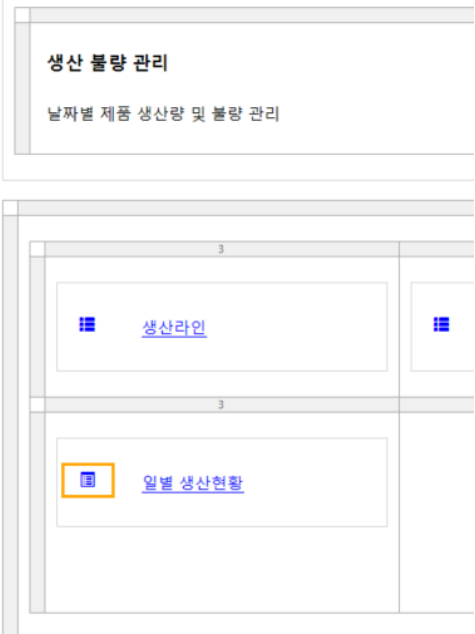 생산 불량 관리
날짜별 제품 생산량 및 불량 관리
3
생산라인
3
일별 생산현황